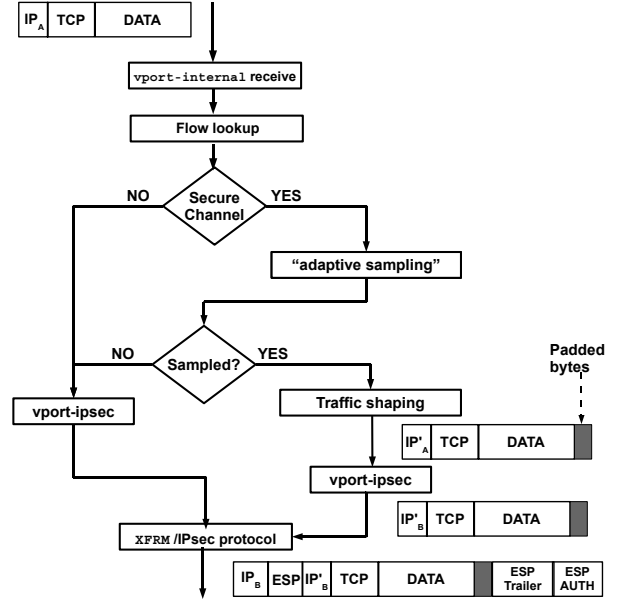 IP_A TCP DATA
vport-internal receive
Flow lookup
NO
Secure
Channel
YES
"adaptive sampling"
NO
Sampled?
YES
Padded
bytes
vport-ipsec
Traffic shaping
IP'_A TCP DATA
vport-ipsec
IP'_B TCP DATA
XFRM /IPsec protocol
IP_B ESP IP'_B TCP DATA ESP Trailer ESP AUTH